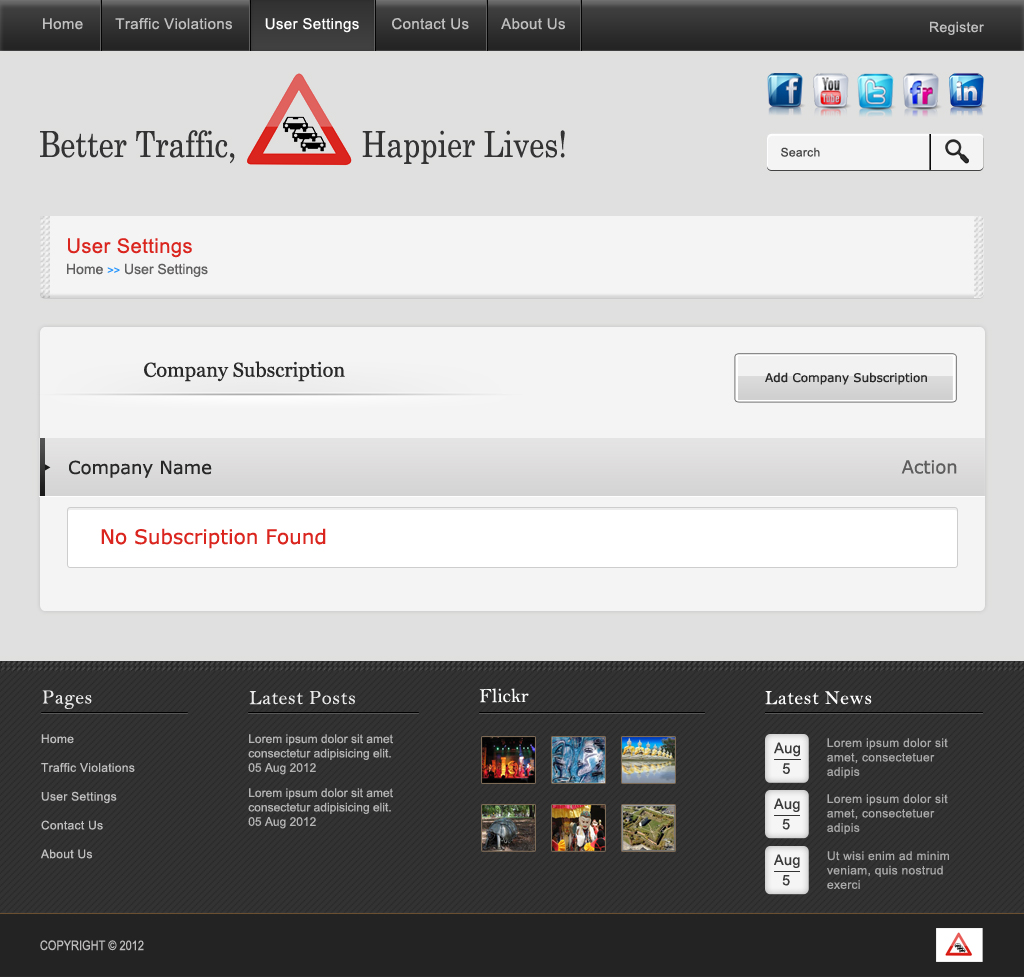 Home
Traffic Violations
User Settings
Contact Us
About Us
Register
Better Traffic, Happier Lives!
f
You
Tube
t
fr
in
Search
User Settings
Home >> User Settings
Company Subscription
Add Company Subscription
Company Name
Action
No Subscription Found
Pages
Home
Traffic Violations
User Settings
Contact Us
About Us
Latest Posts
Lorem ipsum dolor sit amet
consectetur adipisicing elit.
05 Aug 2012
Lorem ipsum dolor sit amet
consectetur adipisicing elit.
05 Aug 2012
Flickr
Latest News
Aug
5
Lorem ipsum dolor sit
amet, consectetuer
adipis
Aug
5
Lorem ipsum dolor sit
amet, consectetuer
adipis
Aug
5
Ut wisi enim ad minim
veniam, quis nostrud
exerci
COPYRIGHT © 2012